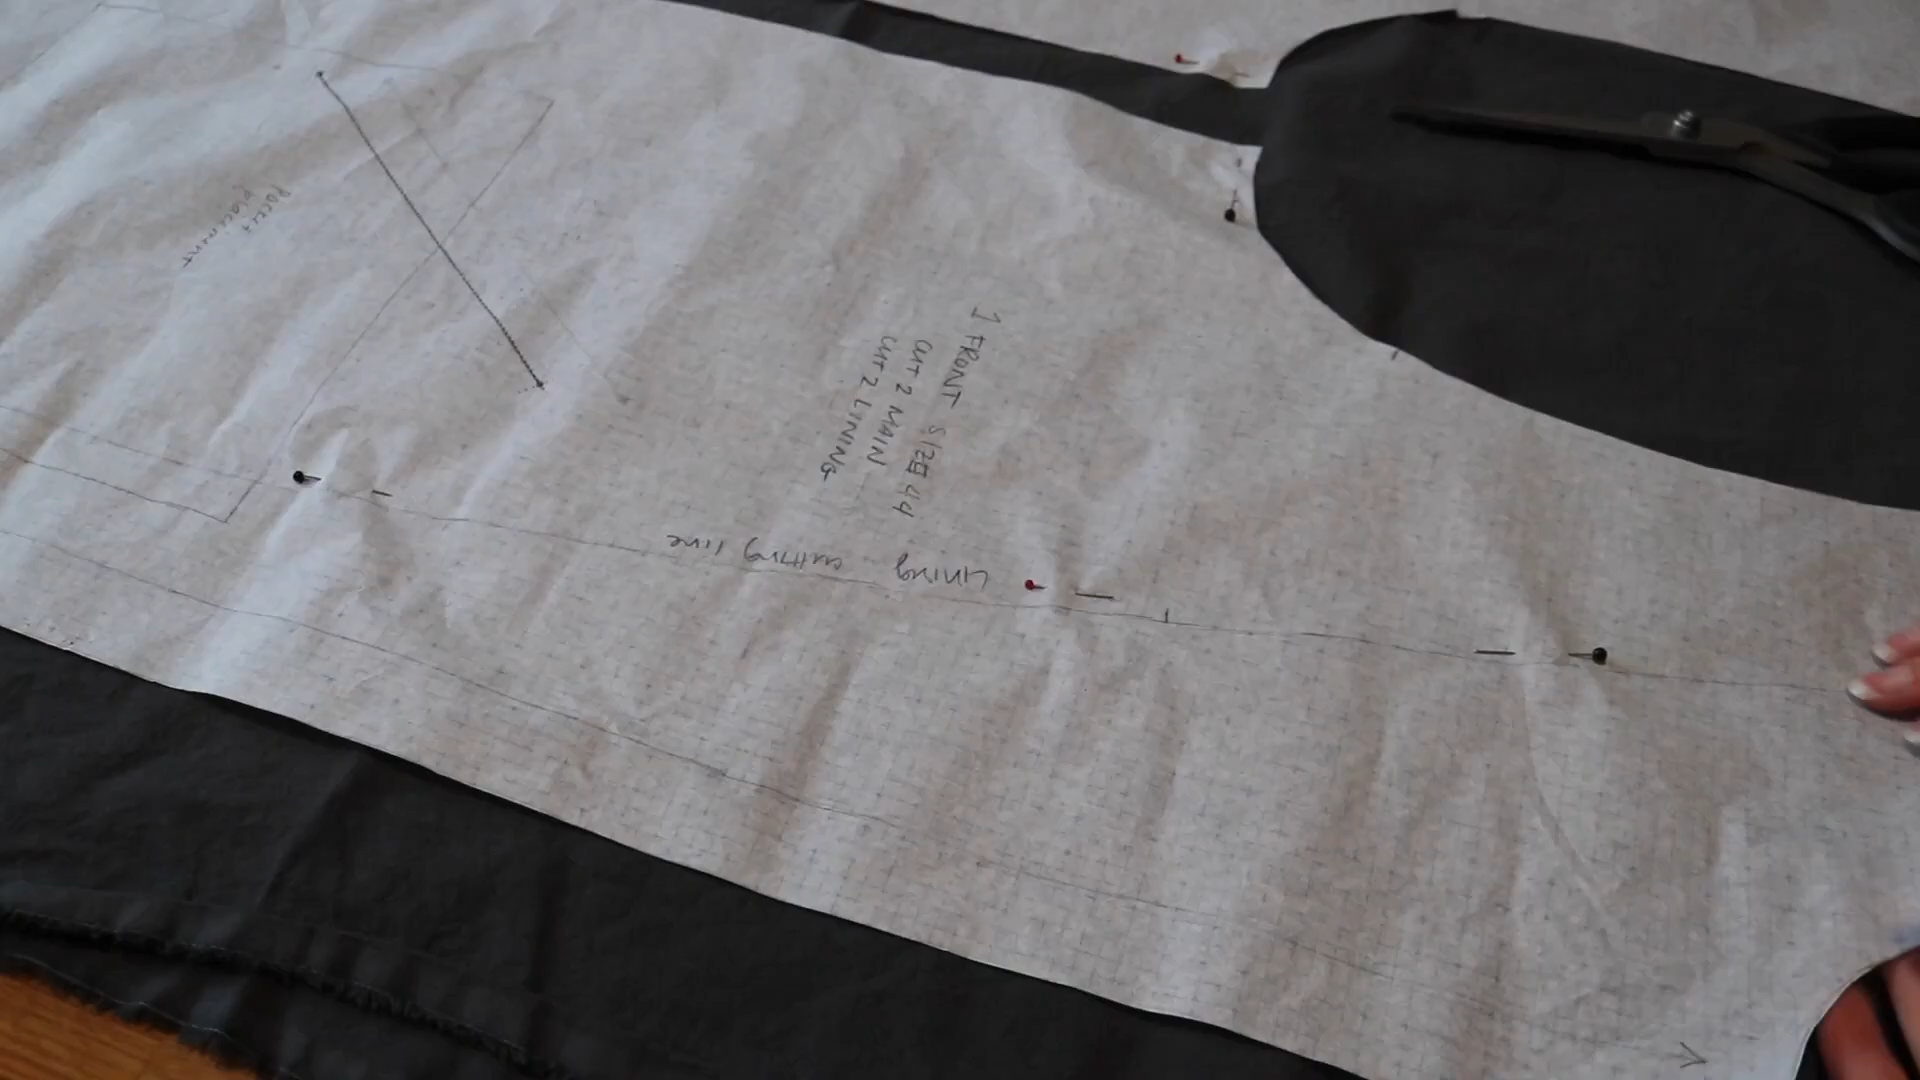 1 FRONT SIZE 44
CUT 2 MAIN
CUT 2 LINING
LINING cutting line
Pocket
placement